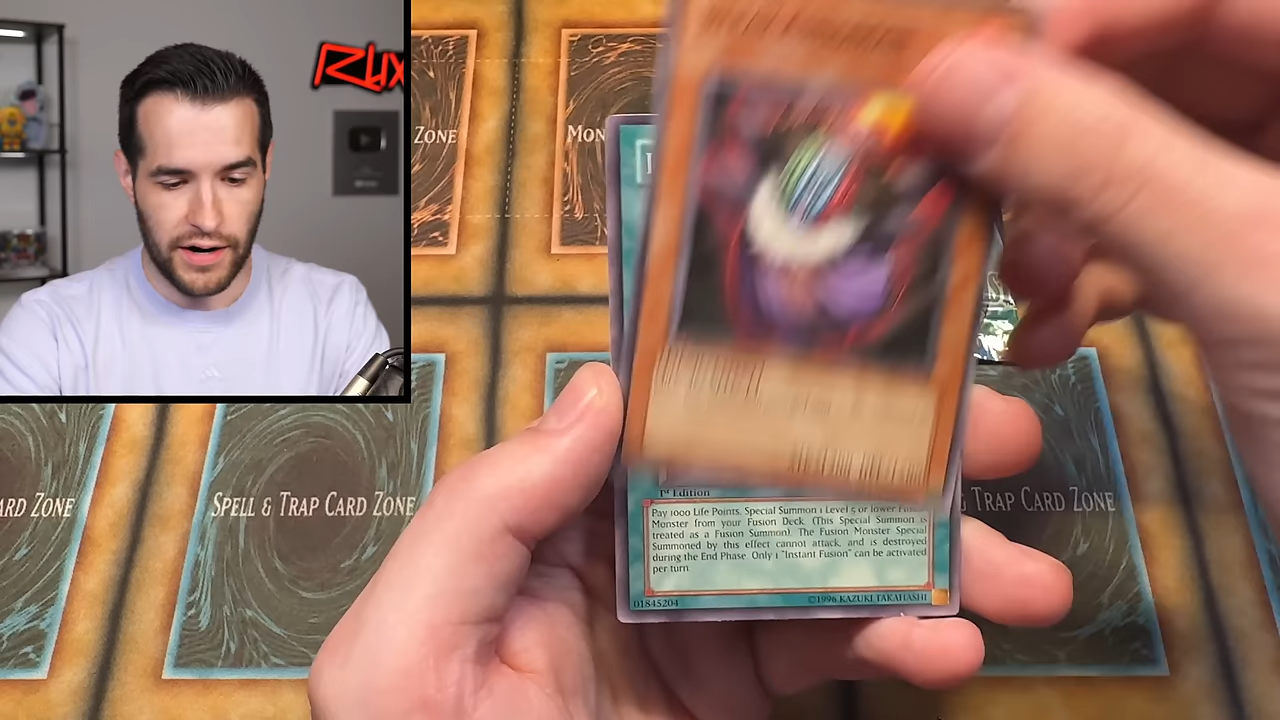 Rhx
ZONE
MON
ARD ZONE
SPELL & TRAP CARD ZONE
& TRAP CARD ZONE
1st Edition
Pay 1000 Life Points. Special Summon 1 Level 5 or lower
Monster from your Fusion Deck. (This Special Summon is
treated as a Fusion Summon). The Fusion Monster Special
Summoned by this effect cannot attack, and is destroyed
during the End Phase. Only 1 "Instant Fusion" can be activated
per turn
01845204
©1996 KAZUKI TAKAHASHI